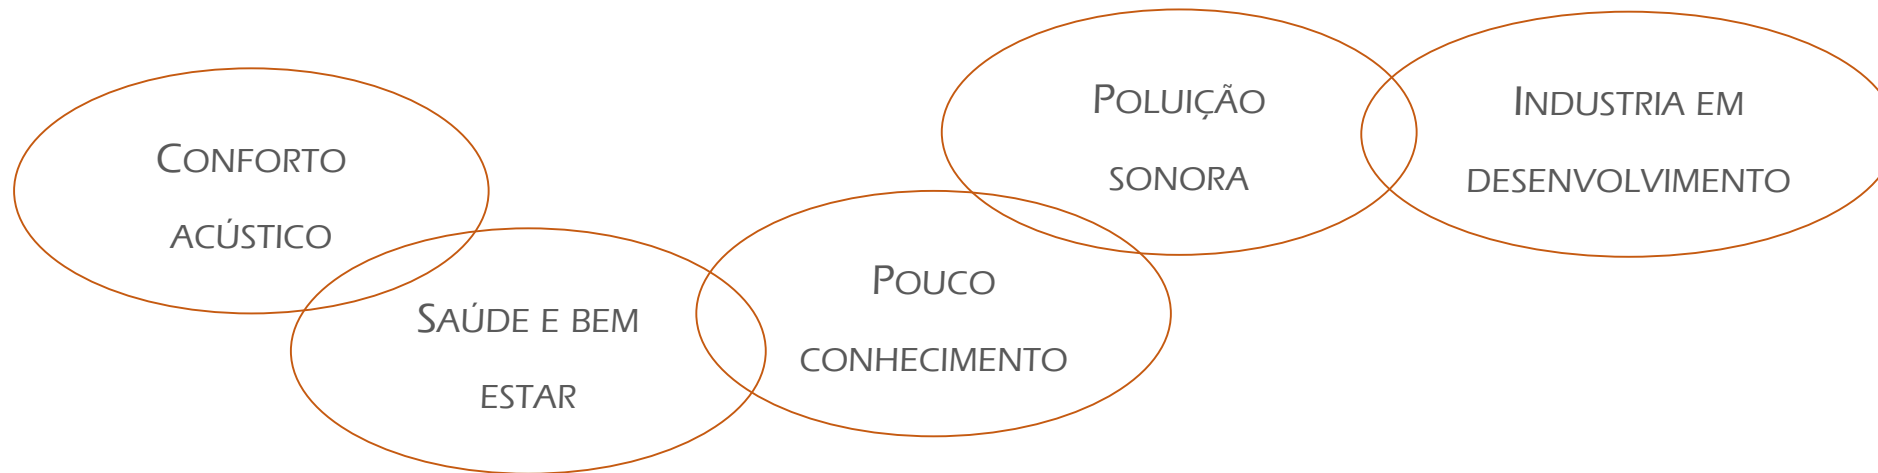 Conforto
acústico
Saúde e bem
estar
Pouco
conhecimento
Poluição
sonora
Industria em
desenvolvimento